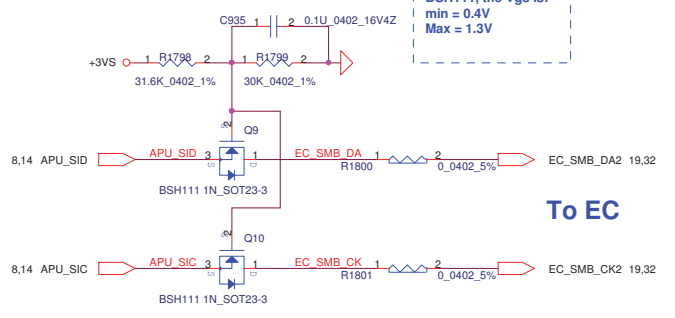 BSH111, the Vgs is:
min = 0.4V
Max = 1.3V
C935 1 2 0.1U_0402_16V4Z
+3VS 1 R1798 2 1 R1799 2
31.6K_0402_1% 30K_0402_1%
2 Q9
8,14 APU_SID APU_SID 3 1 EC_SMB_DA 1 2 EC_SMB_DA2 19,32
S D R1800 0_0402_5%
BSH111 1N_SOT23-3
To EC
2 Q10
8,14 APU_SIC APU_SIC 3 1 EC_SMB_CK 1 2 EC_SMB_CK2 19,32
S D R1801 0_0402_5%
BSH111 1N_SOT23-3